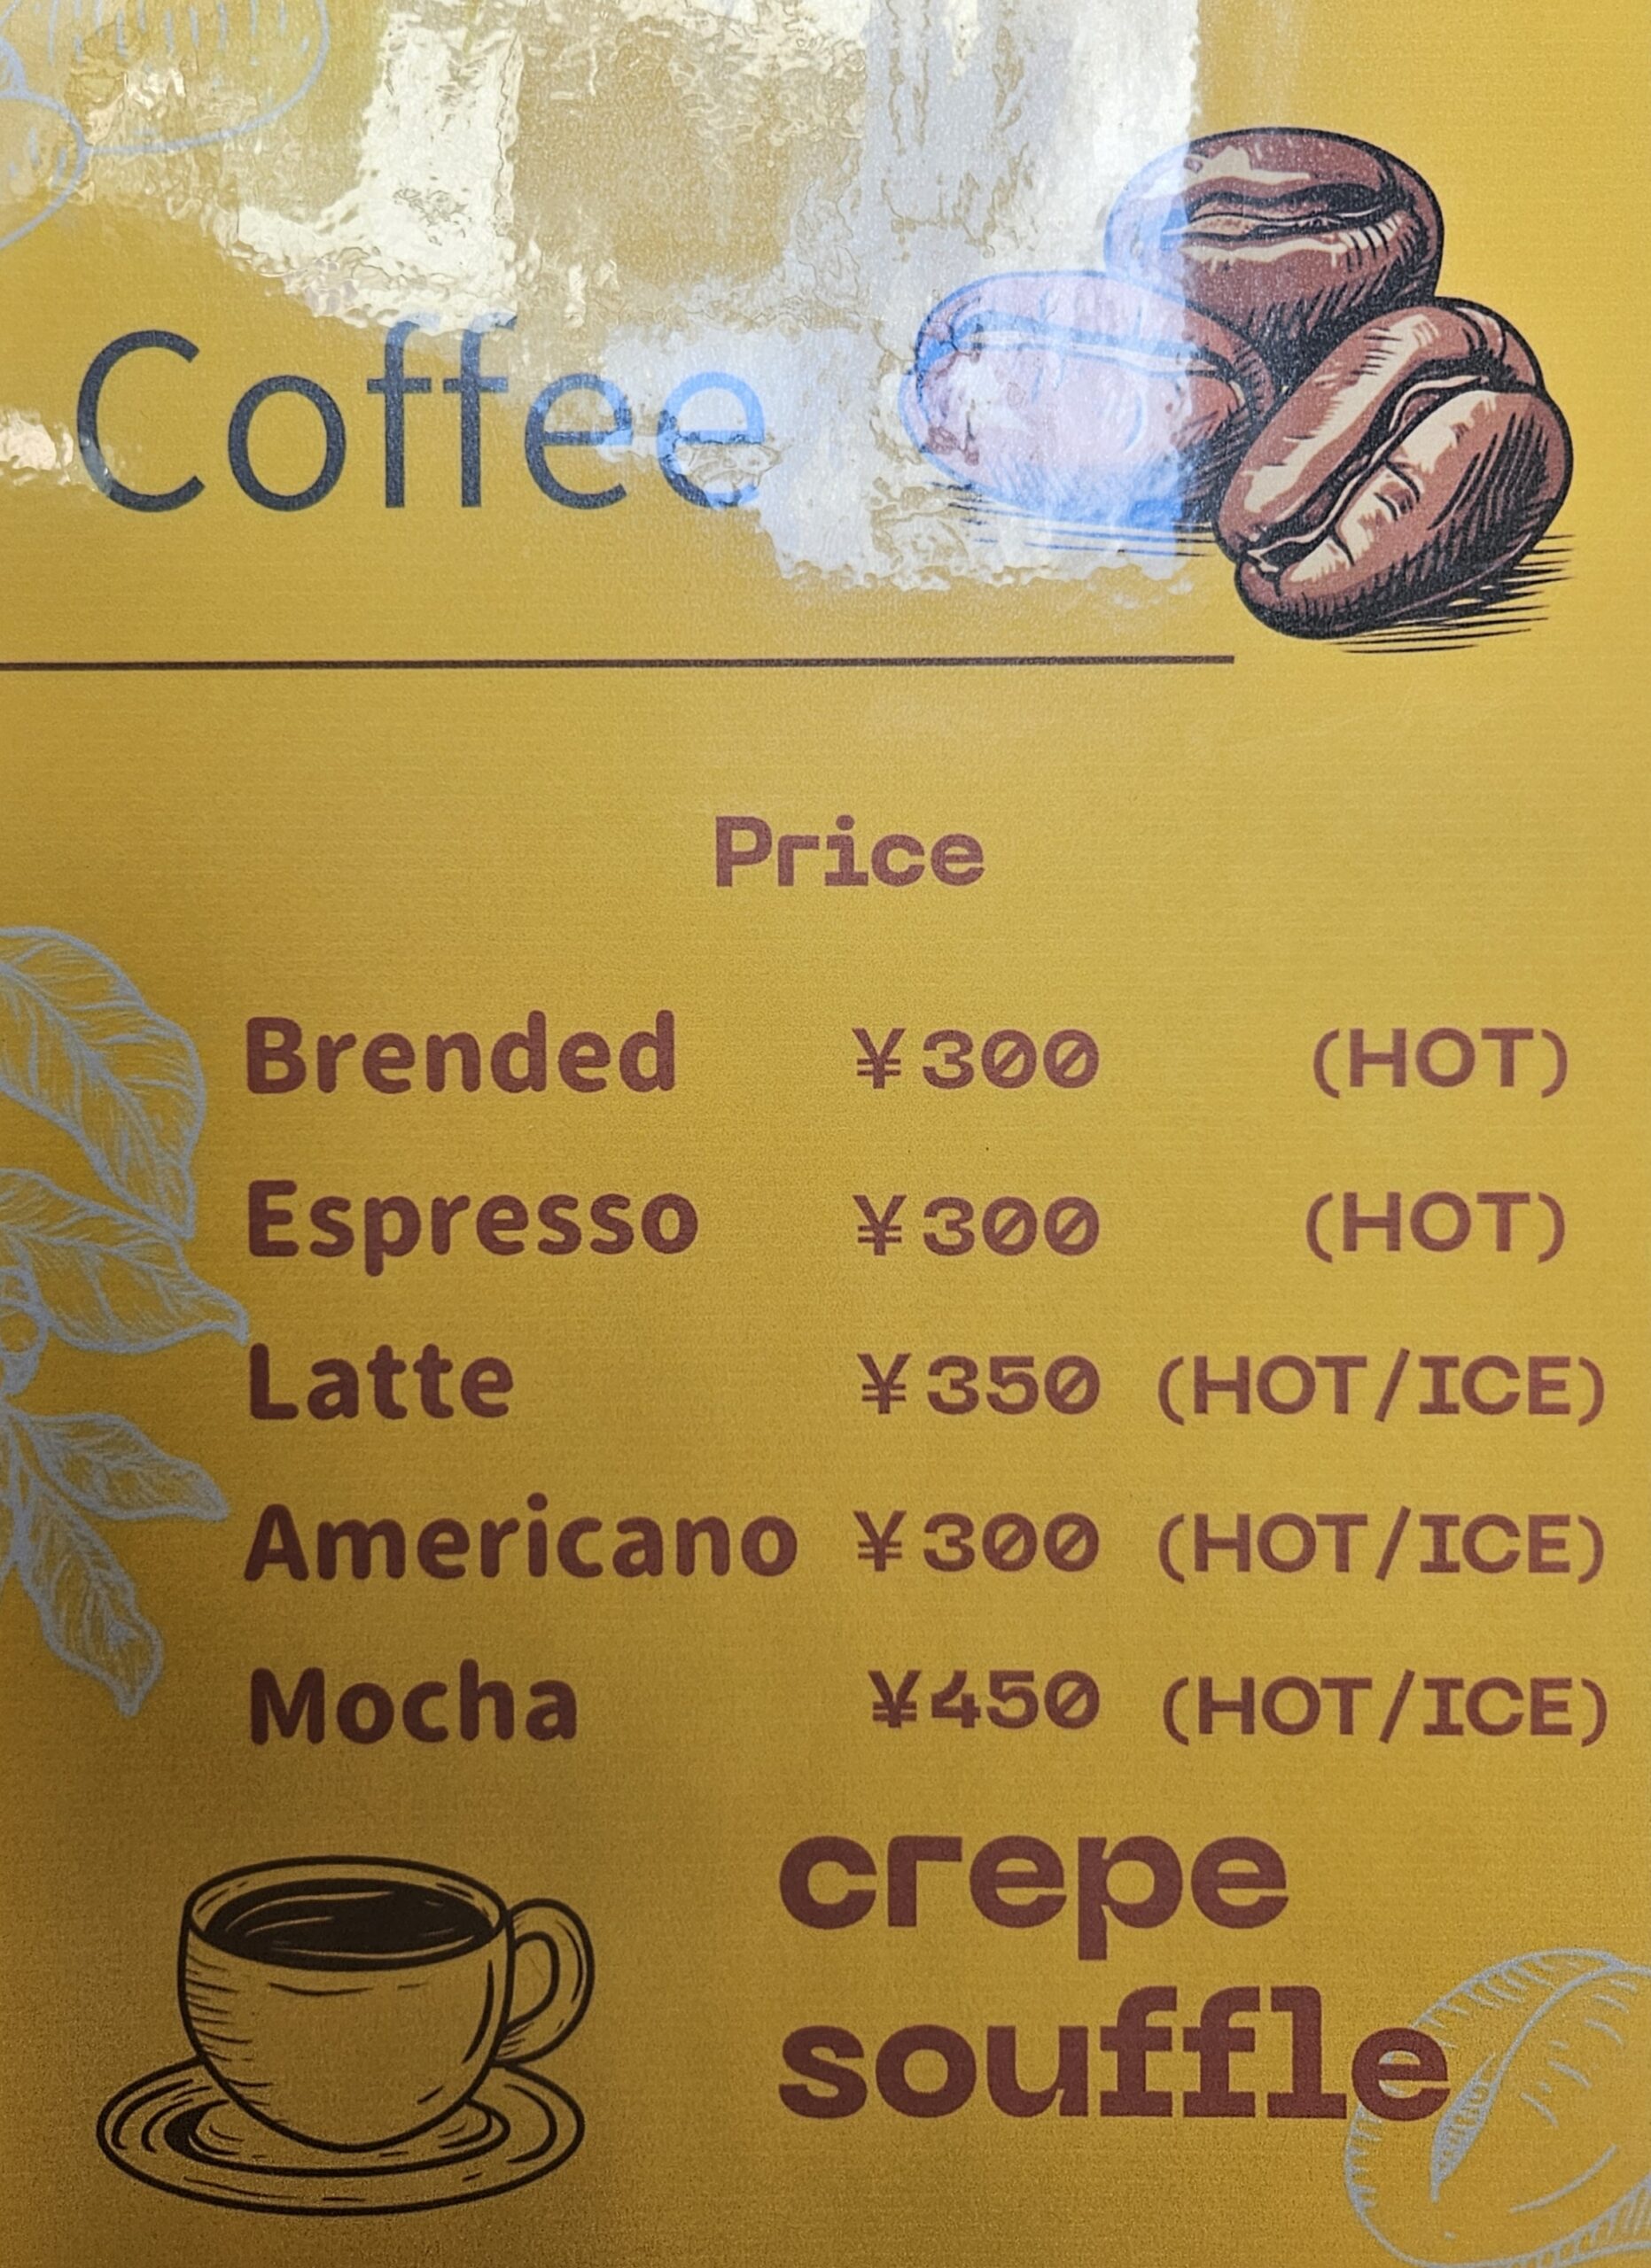 Coffee
Price
Brended ¥300 (HOT)
Espresso ¥300 (HOT)
Latte ¥350 (HOT/ICE)
Americano ¥300 (HOT/ICE)
Mocha ¥450 (HOT/ICE)
crepe
souffle